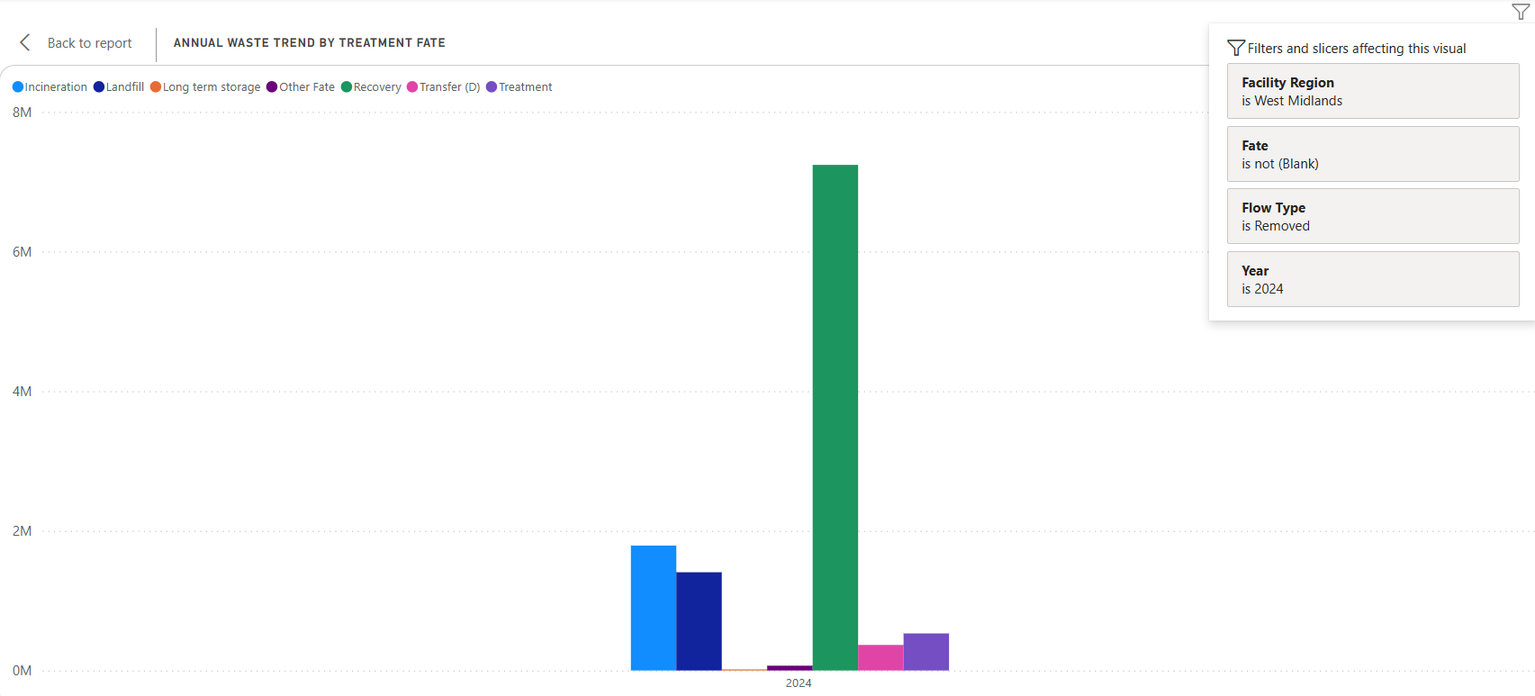 Back to report
ANNUAL WASTE TREND BY TREATMENT FATE
Filters and slicers affecting this visual
Facility Region
is West Midlands
Fate
is not (Blank)
Flow Type
is Removed
Year
is 2024
Incineration Landfill Long term storage Other Fate Recovery Transfer (D) Treatment
8M
6M
4M
2M
0M
2024